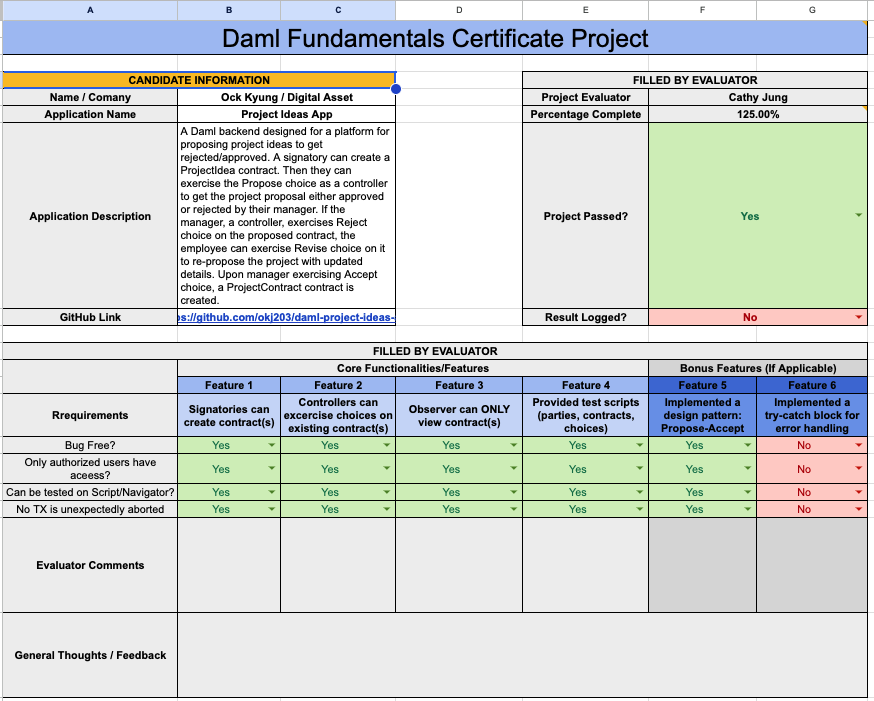 A B C D E F G
Daml Fundamentals Certificate Project
CANDIDATE INFORMATION
FILLED BY EVALUATOR
Name / Comany
Ock Kyung / Digital Asset
Project Evaluator
Cathy Jung
Application Name
Project Ideas App
Percentage Complete
125.00%
Application Description
A Daml backend designed for a platform for
proposing project ideas to get
rejected/approved. A signatory can create a
ProjectIdea contract. Then they can
exercise the Propose choice as a controller
to get the project proposal either approved
or rejected by their manager. If the
manager, a controller, exercises Reject
choice on the proposed contract, the
employee can exercise Revise choice on it
to re-propose the project with updated
details. Upon manager exercising Accept
choice, a ProjectContract contract is
created.
Project Passed?
Yes
GitHub Link
ps://github.com/okj203/daml-project-ideas-
Result Logged?
No
FILLED BY EVALUATOR
Core Functionalities/Features
Bonus Features (If Applicable)
Feature 1
Feature 2
Feature 3
Feature 4
Feature 5
Feature 6
Rrequirements
Signatories can
create contract(s)
Controllers can
excercise choices on
existing contract(s)
Observer can ONLY
view contract(s)
Provided test scripts
(parties, contracts,
choices)
Implemented a
design pattern:
Propose-Accept
Implemented a
try-catch block for
error handling
Bug Free?
Yes Yes Yes Yes Yes No
Only authorized users have
aceess?
Yes Yes Yes Yes Yes No
Can be tested on Script/Navigator?
Yes Yes Yes Yes Yes No
No TX is unexpectedly aborted
Yes Yes Yes Yes Yes No
Evaluator Comments
General Thoughts / Feedback